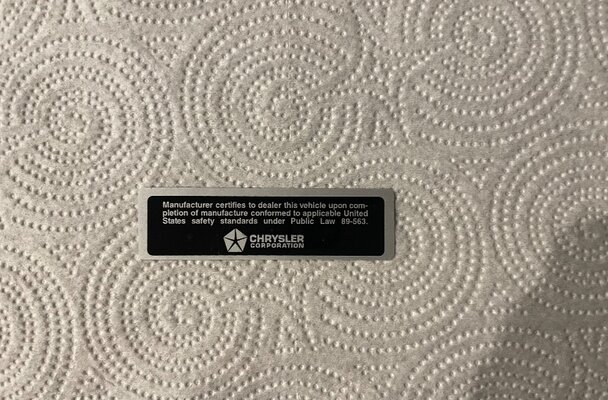 Manufacturer certifies to dealer this vehicle upon com-
pletion of manufacture conformed to applicable United
States safety standards under Public Law 89-563.
CHRYSLER
CORPORATION